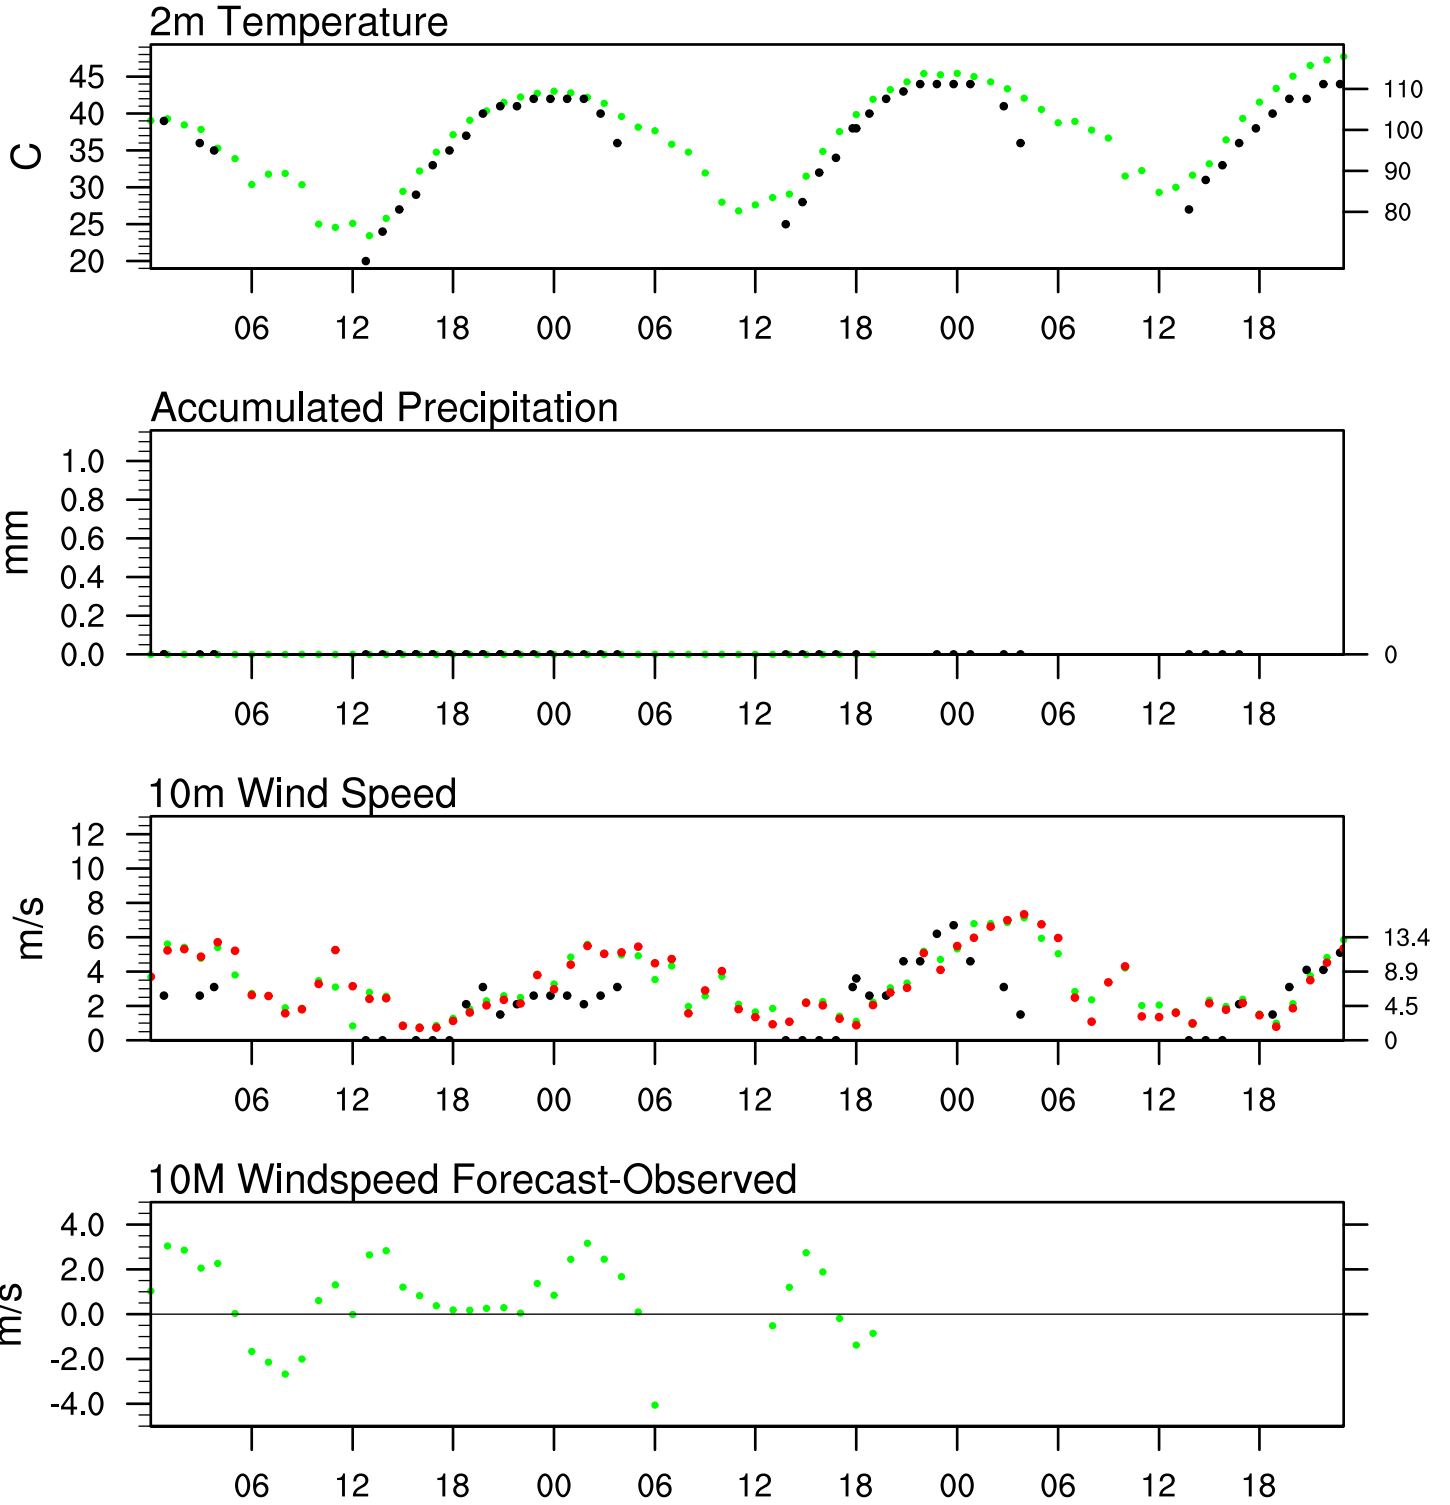 2m Temperature
45
40
35
30
25
20
C
110
100
90
80
06 12 18 00 06 12 18 00 06 12 18
Accumulated Precipitation
1.0
0.8
0.6
0.4
0.2
0.0
mm
0
06 12 18 00 06 12 18 00 06 12 18
10m Wind Speed
12
10
8
6
4
2
0
m/s
13.4
8.9
4.5
0
06 12 18 00 06 12 18 00 06 12 18
10M Windspeed Forecast-Observed
4.0
2.0
0.0
-2.0
-4.0
m/s
06 12 18 00 06 12 18 00 06 12 18